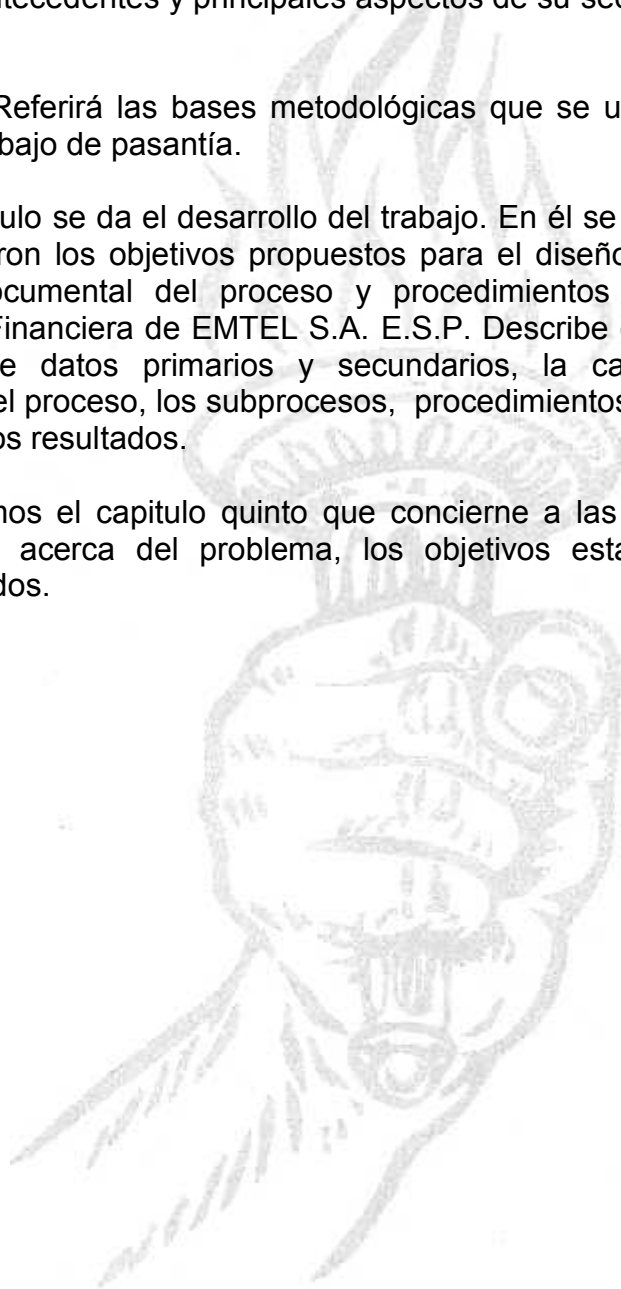 antecedentes y principales aspectos de su sec
Referirá las bases metodológicas que se u
bajo de pasantía.
ulo se da el desarrollo del trabajo. En él se
ron los objetivos propuestos para el diseño
ocumental del proceso y procedimientos
Financiera de EMTEL S.A. E.S.P. Describe
e datos primarios y secundarios, la ca
el proceso, los subprocesos, procedimientos
os resultados.
nos el capitulo quinto que concierne a las
acerca del problema, los objetivos esta
dos.